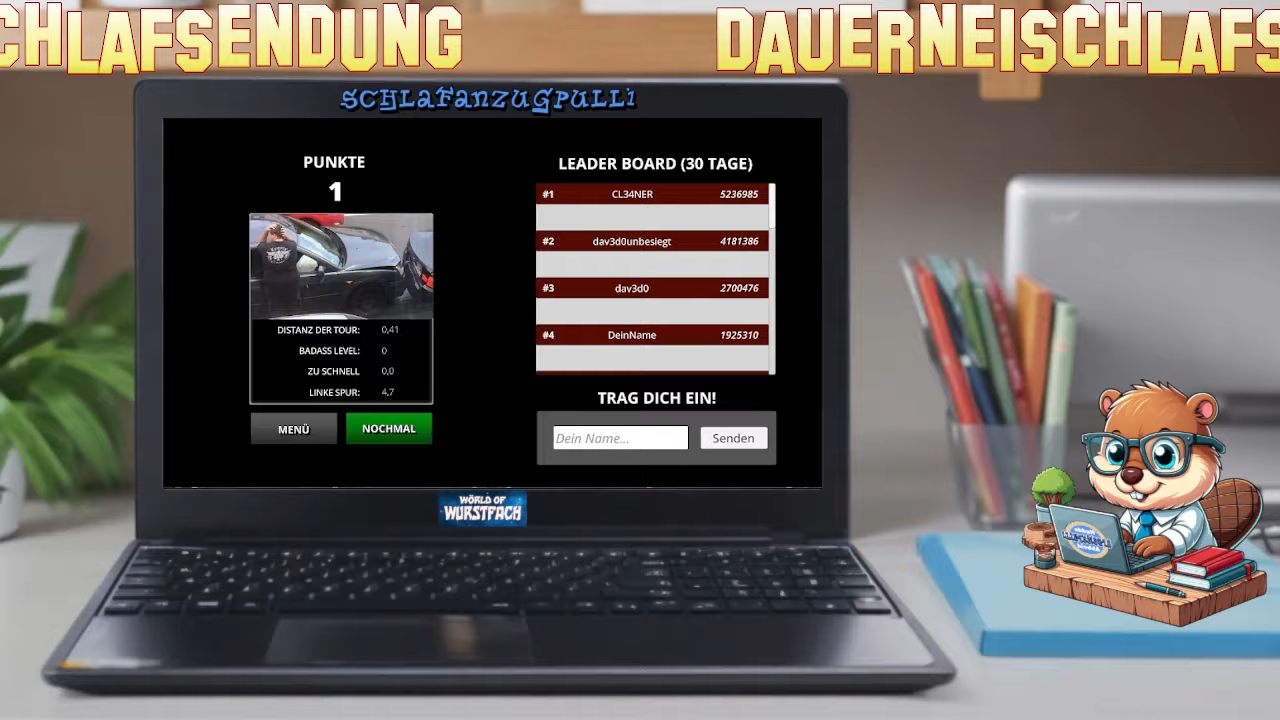 CHLAFSENDUNG
DAUERNEISCHLAFS
SCHLafanzugpulli
PUNKTE
1
DISTANZ DER TOUR: 0,41
BADASS LEVEL: 0
ZU SCHNELL 0,0
LINKE SPUR: 4,7
MENÜ
NOCHMAL
LEADER BOARD (30 TAGE)
#1 CL34NER 5236985
#2 dav3d0unbesiegt 4181386
#3 dav3d0 2700476
#4 DeinName 1925310
TRAG DICH EIN!
Dein Name...
Senden
WÖRLD OF
WURSTFACH